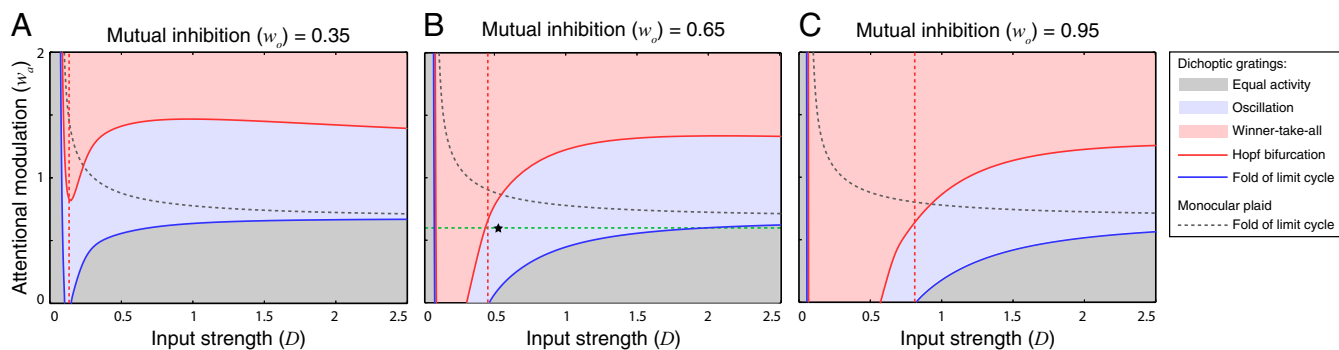 A
Mutual inhibition (wo) = 0.35
Attentional modulation (wa)
2
1
0
0
0.5
1
1.5
2
2.5
Input strength (D)
B
Mutual inhibition (wo) = 0.65
0
0.5
1
1.5
2
2.5
Input strength (D)
C
Mutual inhibition (wo) = 0.95
0
0.5
1
1.5
2
2.5
Input strength (D)
Dichoptic gratings:
Equal activity
Oscillation
Winner-take-all
Hopf bifurcation
Fold of limit cycle
Monocular plaid
Fold of limit cycle